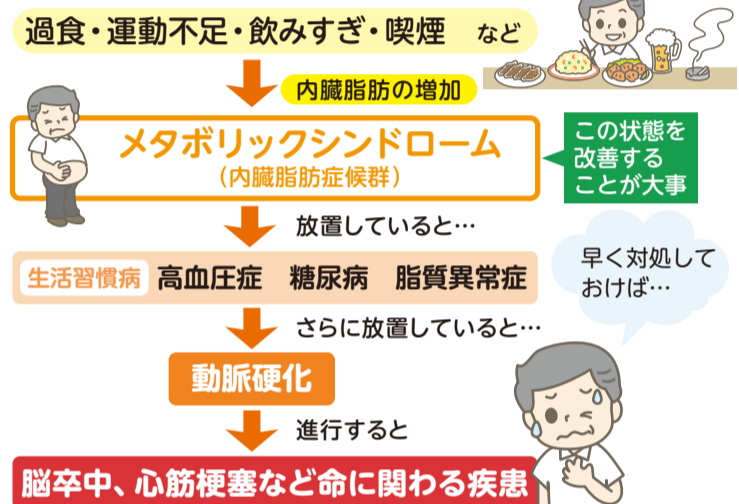 過食・運動不足・飲みすぎ・喫煙 など
内臓脂肪の増加
メタボリックシンドローム
（内臓脂肪症候群）
この状態を
改善する
ことが大事
放置していると…
生活習慣病 高血圧症 糖尿病 脂質異常症
早く対処して
おけば…
さらに放置していると…
動脈硬化
進行すると
脳卒中、心筋梗塞など命に関わる疾患